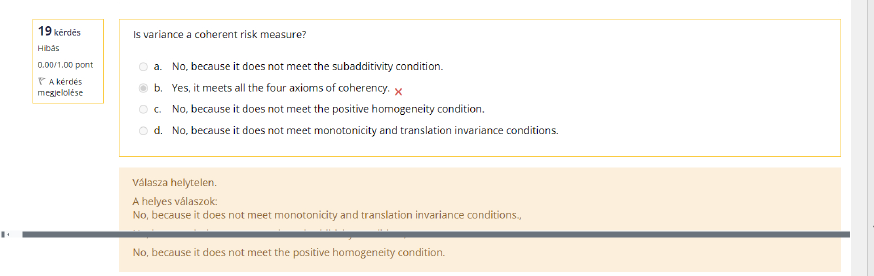 19 kérdés
Hibás
0.00/1.00 pont
A kérdés
megjelölése
Is variance a coherent risk measure?
a. No, because it does not meet the subadditivity condition.
b. Yes, it meets all the four axioms of coherency.
c. No, because it does not meet the positive homogeneity condition.
d. No, because it does not meet monotonicity and translation invariance conditions.
Válasza helytelen.
A helyes válaszok:
No, because it does not meet monotonicity and translation invariance conditions.,
No, because it does not meet the positive homogeneity condition.